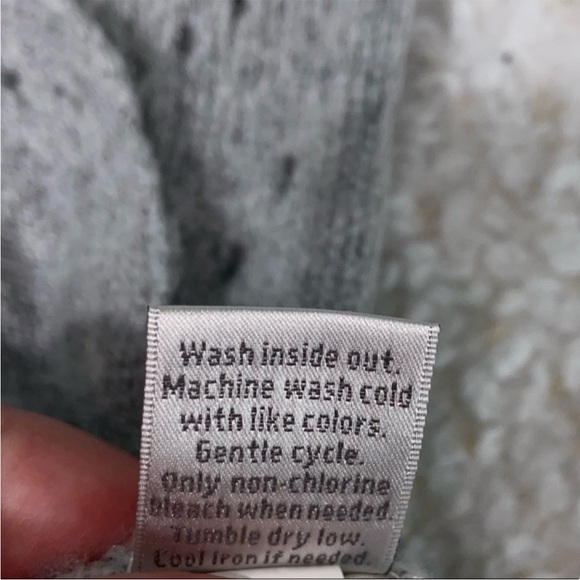 Wash inside out.
Machine wash cold
with like colors.
Gentle cycle.
Only non-chlorine
bleach when needed.
Tumble dry low.
Cool iron if needed.